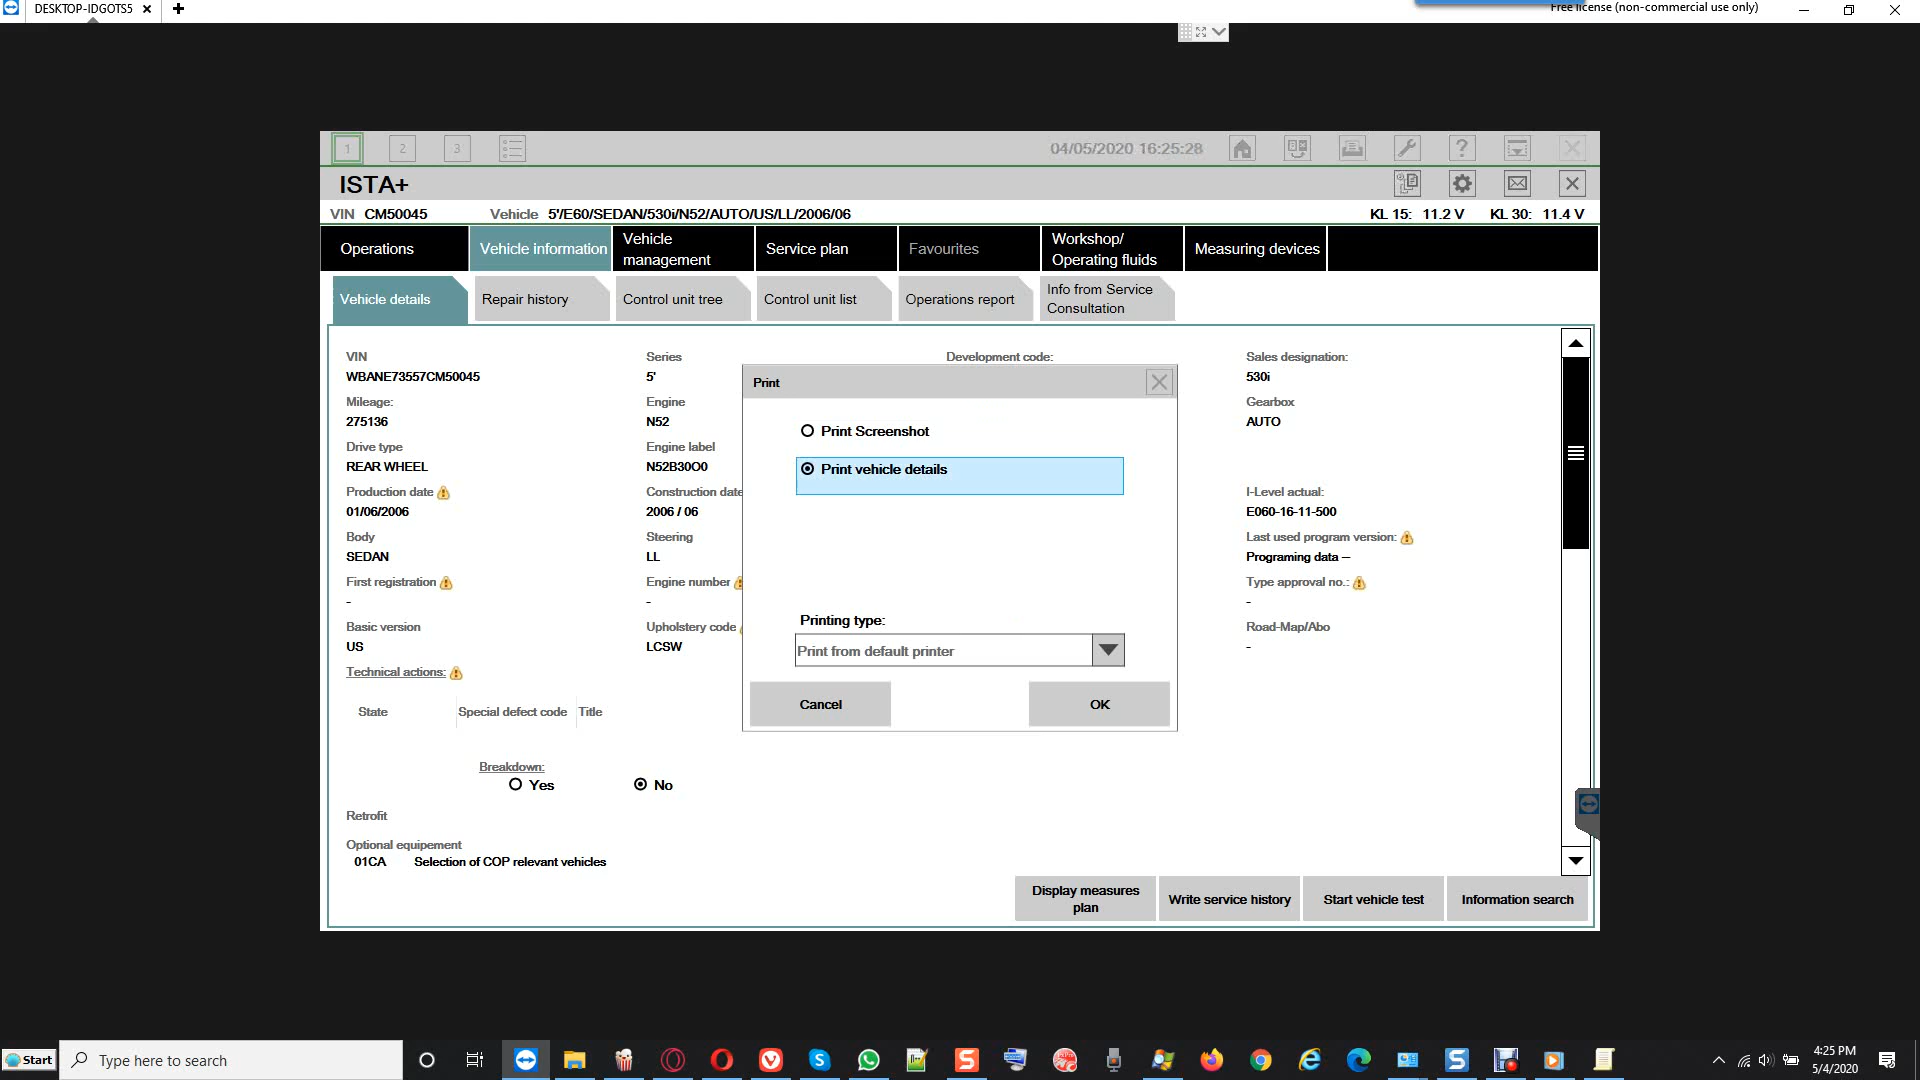 DESKTOP-IDGOTS5
Free license (non-commercial use only)
1 2 3 04/05/2020 16:25:28 ?
ISTA+
VIN CM50045 Vehicle 5'/E60/SEDAN/530i/N52/AUTO/US/LL/2006/06 KL 15: 11.2 V KL 30: 11.4 V
Operations Vehicle information Vehicle management Service plan Favourites Workshop/ Operating fluids Measuring devices
Vehicle details Repair history Control unit tree Control unit list Operations report Info from Service Consultation
VIN Series Development code: Sales designation:
WBANE73557CM50045 5' 530i
Mileage: Engine Gearbox
275136 N52 AUTO
Drive type Engine label
REAR WHEEL N52B30O0
Production date Construction date I-Level actual:
01/06/2006 2006 / 06 E060-16-11-500
Body Steering Last used program version:
SEDAN LL Programing data --
First registration Engine number Type approval no.:
- - -
Basic version Upholstery code Road-Map/Abo
US LCSW -
Technical actions:
State Special defect code Title
Breakdown:
Yes No
Retrofit
Optional equipement
01CA Selection of COP relevant vehicles
Print
Print Screenshot
Print vehicle details
Printing type:
Print from default printer
Cancel OK
Display measures plan Write service history Start vehicle test Information search
Start Type here to search
4:25 PM
5/4/2020